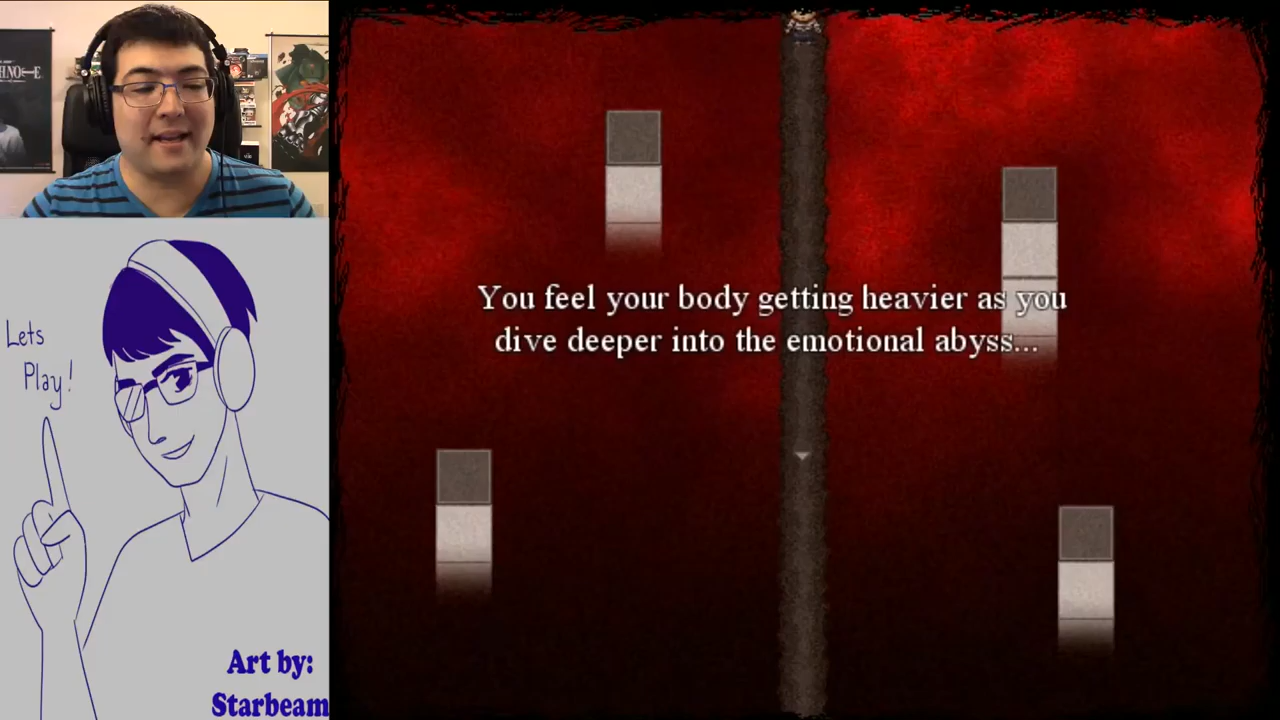 HNOTE
Lets
Play!
Art by:
Starbeam
You feel your body getting heavier as you
dive deeper into the emotional abyss...